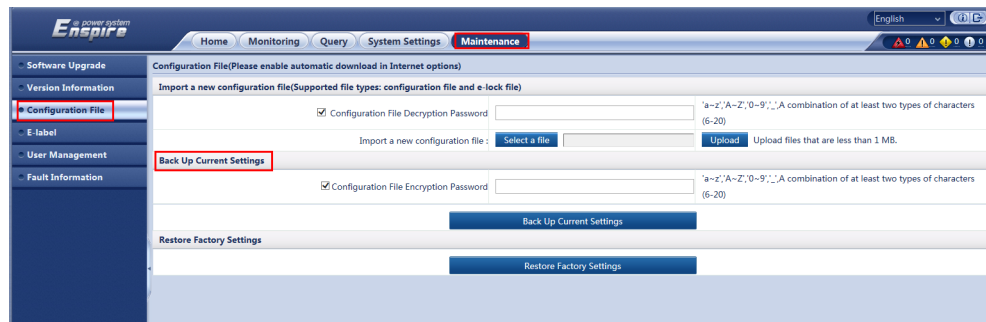 Enspire e power system
English
Home Monitoring Query System Settings Maintenance
0 0 0 0
Software Upgrade
Version Information
Configuration File
E-label
User Management
Fault Information
Configuration File(Please enable automatic download in Internet options)
Import a new configuration file(Supported file types: configuration file and e-lock file)
Configuration File Decryption Password
'a~z','A~Z','0~9','_',A combination of at least two types of characters
(6-20)
Import a new configuration file : Select a file Upload Upload files that are less than 1 MB.
Back Up Current Settings
Configuration File Encryption Password
'a~z','A~Z','0~9','_',A combination of at least two types of characters
(6-20)
Back Up Current Settings
Restore Factory Settings
Restore Factory Settings